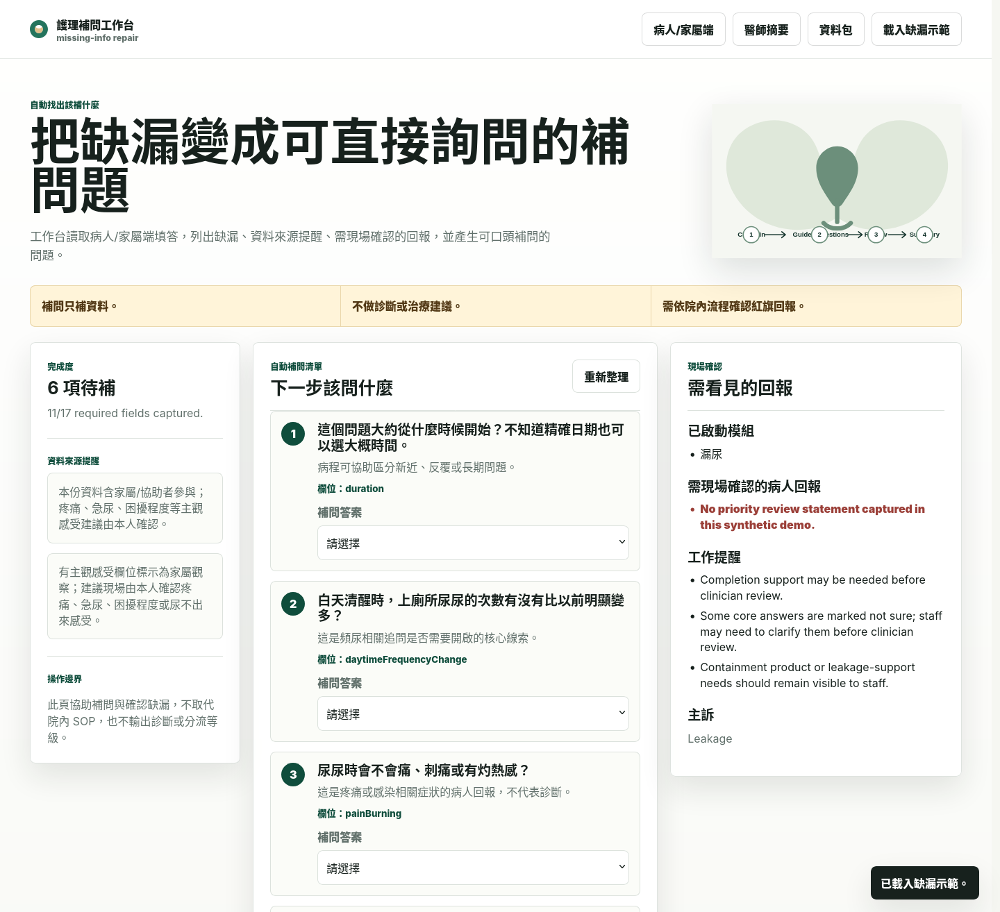 護理補問工作台
missing-info repair
病人/家屬端
醫師摘要
資料包
載入缺漏示範
自動找出該補什麼
把缺漏變成可直接詢問的補
問題
工作台讀取病人/家屬端填答，列出缺漏、資料來源提醒、需現場確認的回報，並產生可口頭補問的
問題。
1
2
3
4
補問只補資料。
不做診斷或治療建議。
需依院內流程確認紅旗回報。
完成度
6 項待補
11/17 required fields captured.
資料來源提醒
本份資料含家屬/協助者參與；
疼痛、急尿、困擾程度等主觀
感受建議由本人確認。
有主觀感受欄位標示為家屬觀
察；建議現場由本人確認疼
痛、急尿、困擾程度或尿不出
來感受。
操作邊界
此頁協助補問與確認缺漏，不取代
院內 SOP，也不輸出診斷或分流等
級。
自動補問清單
下一步該問什麼
重新整理
1
這個問題大約從什麼時候開始？不知道精確日期也可
以選大概時間。
病程可協助區分新近、反覆或長期問題。
欄位：duration
補問答案
請選擇
2
白天清醒時，上廁所尿尿的次數有沒有比以前明顯變
多？
這是頻尿相關追問是否需要開啟的核心線索。
欄位：daytimeFrequencyChange
補問答案
請選擇
3
尿尿時會不會痛、刺痛或有灼熱感？
這是疼痛或感染相關症狀的病人回報，不代表診斷。
欄位：painBurning
補問答案
請選擇
現場確認
需看見的回報
已啟動模組
• 漏尿
需現場確認的病人回報
• No priority review statement captured in
this synthetic demo.
工作提醒
• Completion support may be needed before
clinician review.
• Some core answers are marked not sure; staff
may need to clarify them before clinician
review.
• Containment product or leakage-support
needs should remain visible to staff.
主訴
Leakage
已載入缺漏示範。